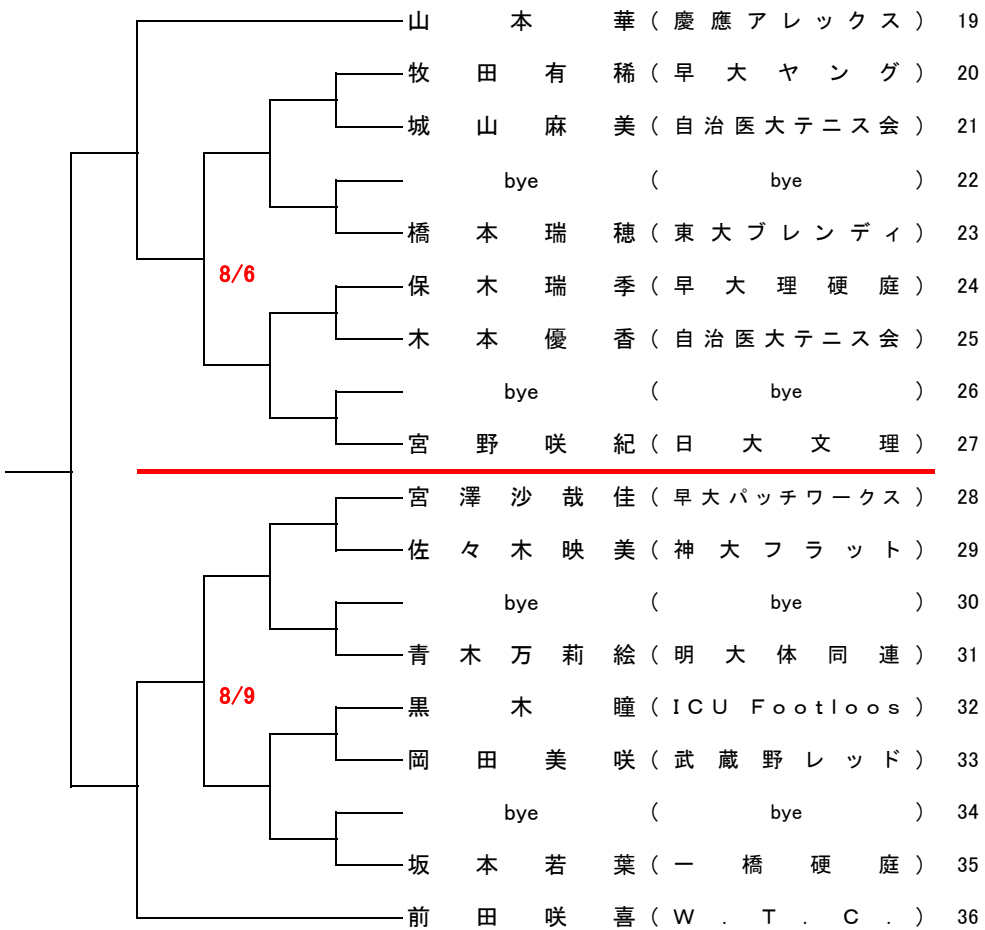 山本華(慶應アレックス) 19
牧田有稀(早大ヤング) 20
城山麻美(自治医大テニス会) 21
bye(bye) 22
橋本瑞穂(東大ブレンディ) 23
8/6
保木瑞季(早大理硬庭) 24
木本優香(自治医大テニス会) 25
bye(bye) 26
宮野咲紀(日大文理) 27
宮澤沙哉佳(早大パッチワークス) 28
佐々木映美(神大フラット) 29
bye(bye) 30
青木万莉絵(明大体同連) 31
8/9
黒木瞳(ICU Footloos) 32
岡田美咲(武蔵野レッド) 33
bye(bye) 34
坂本若葉(一橋硬庭) 35
前田咲喜(W.T.C.) 36